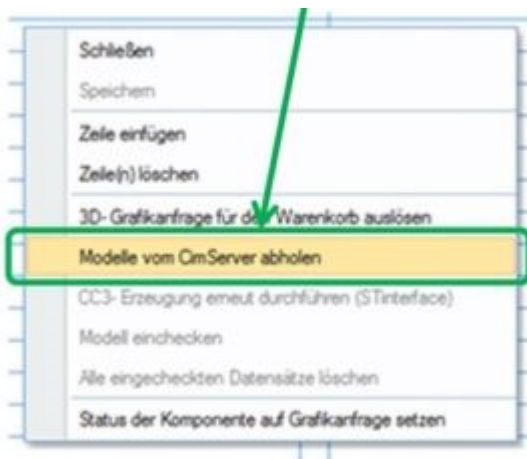 Schließen
Speichern
Zeile einfügen
Zeile(n) löschen
3D- Grafikanfrage für den Warenkorb auslösen
Modelle vom CimServer abholen
CC3- Erzeugung erneut durchführen (STinterface)
Modell einchecken
Alle eingecheckten Datensätze löschen
Status der Komponente auf Grafikanfrage setzen